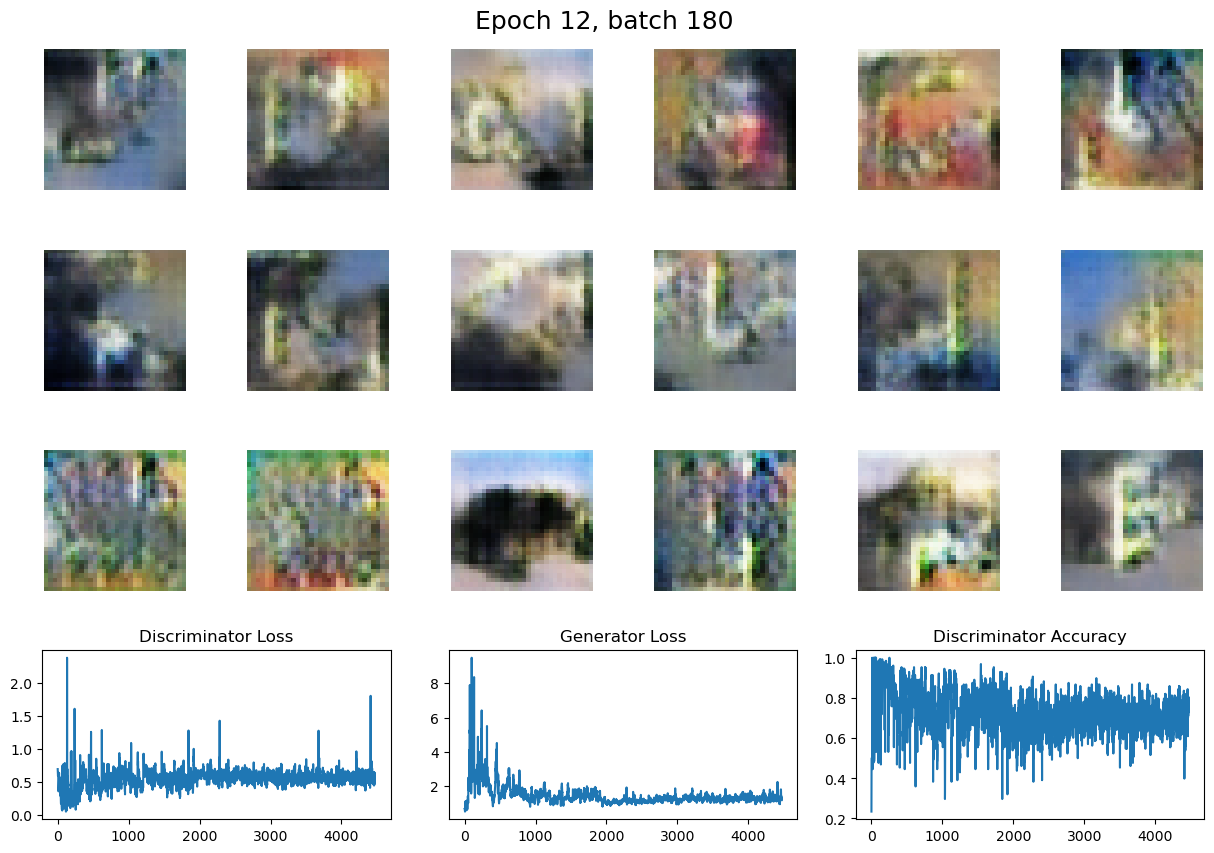 Epoch 12, batch 180
Discriminator Loss
2.0
1.5
1.0
0.5
0.0
0 1000 2000 3000 4000
Generator Loss
8
6
4
2
0 1000 2000 3000 4000
Discriminator Accuracy
1.0
0.8
0.6
0.4
0.2
0 1000 2000 3000 4000